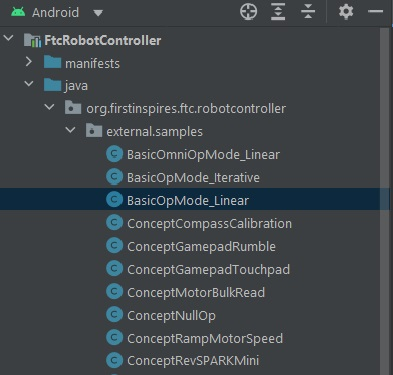 Android
FtcRobotController
manifests
java
org.firstinspires.ftc.robotcontroller
external.samples
BasicOmniOpMode_Linear
BasicOpMode_Iterative
BasicOpMode_Linear
ConceptCompassCalibration
ConceptGamepadRumble
ConceptGamepadTouchpad
ConceptMotorBulkRead
ConceptNullOp
ConceptRampMotorSpeed
ConceptRevSPARKMini